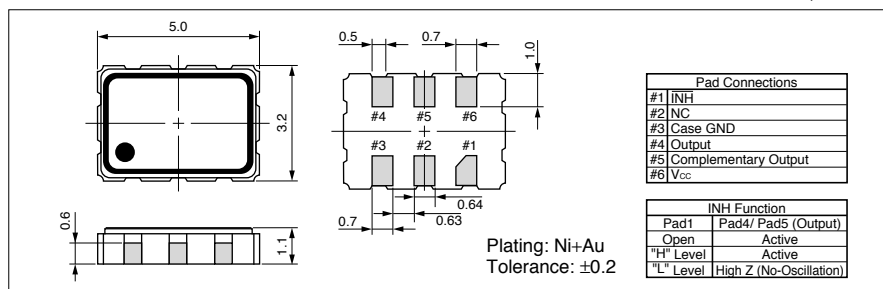 5.0
3.2
0.6
1.1
0.5
0.7
1.0
#4 #5 #6
#3 #2 #1
0.64
0.63
0.7
Plating: Ni+Au
Tolerance: ±0.2
Pad Connections
#1 I̅N̅H̅
#2 NC
#3 Case GND
#4 Output
#5 Complementary Output
#6 Vcc
INH Function
Pad1 Pad4/ Pad5 (Output)
Open Active
"H" Level Active
"L" Level High Z (No-Oscillation)